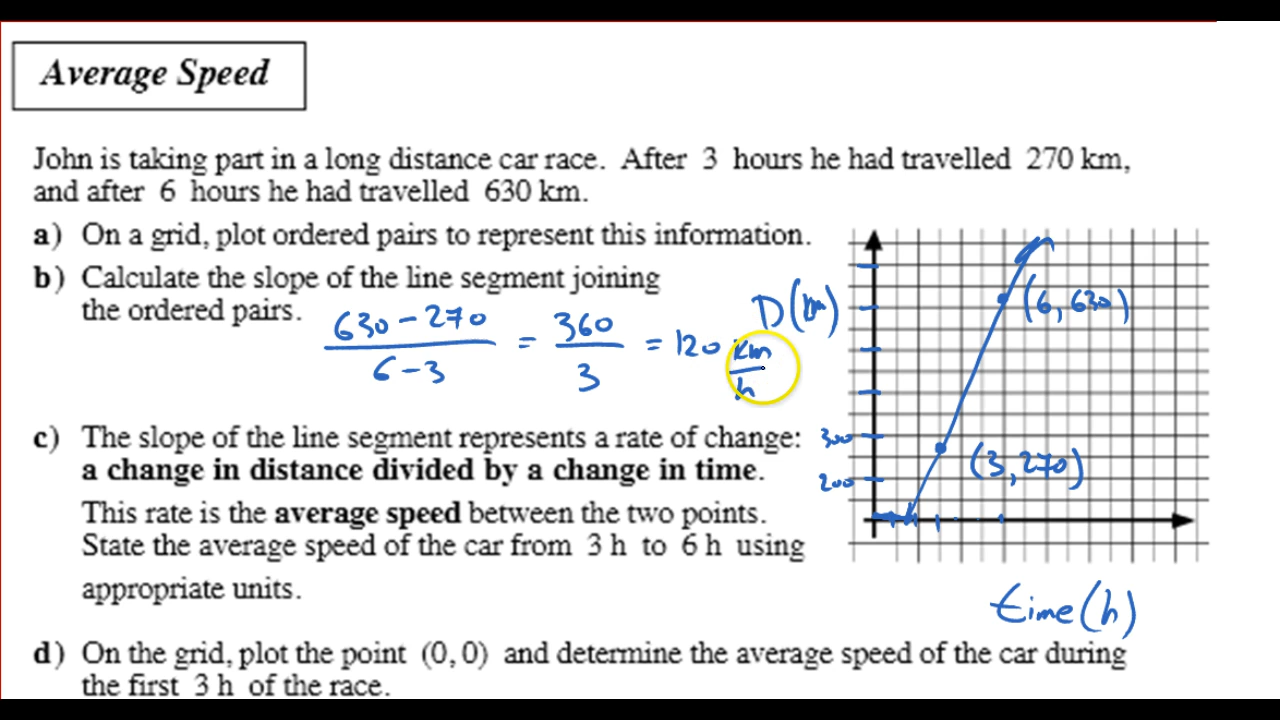 Average Speed
John is taking part in a long distance car race. After 3 hours he had travelled 270 km,
and after 6 hours he had travelled 630 km.
a) On a grid, plot ordered pairs to represent this information.
b) Calculate the slope of the line segment joining
the ordered pairs.
630 - 270
6 - 3
= 360
3
= 120 km
h
D (km)
(6, 630)
300
(3, 270)
200
c) The slope of the line segment represents a rate of change:
a change in distance divided by a change in time.
This rate is the average speed between the two points.
State the average speed of the car from 3 h to 6 h using
appropriate units.
time (h)
d) On the grid, plot the point (0, 0) and determine the average speed of the car during
the first 3 h of the race.